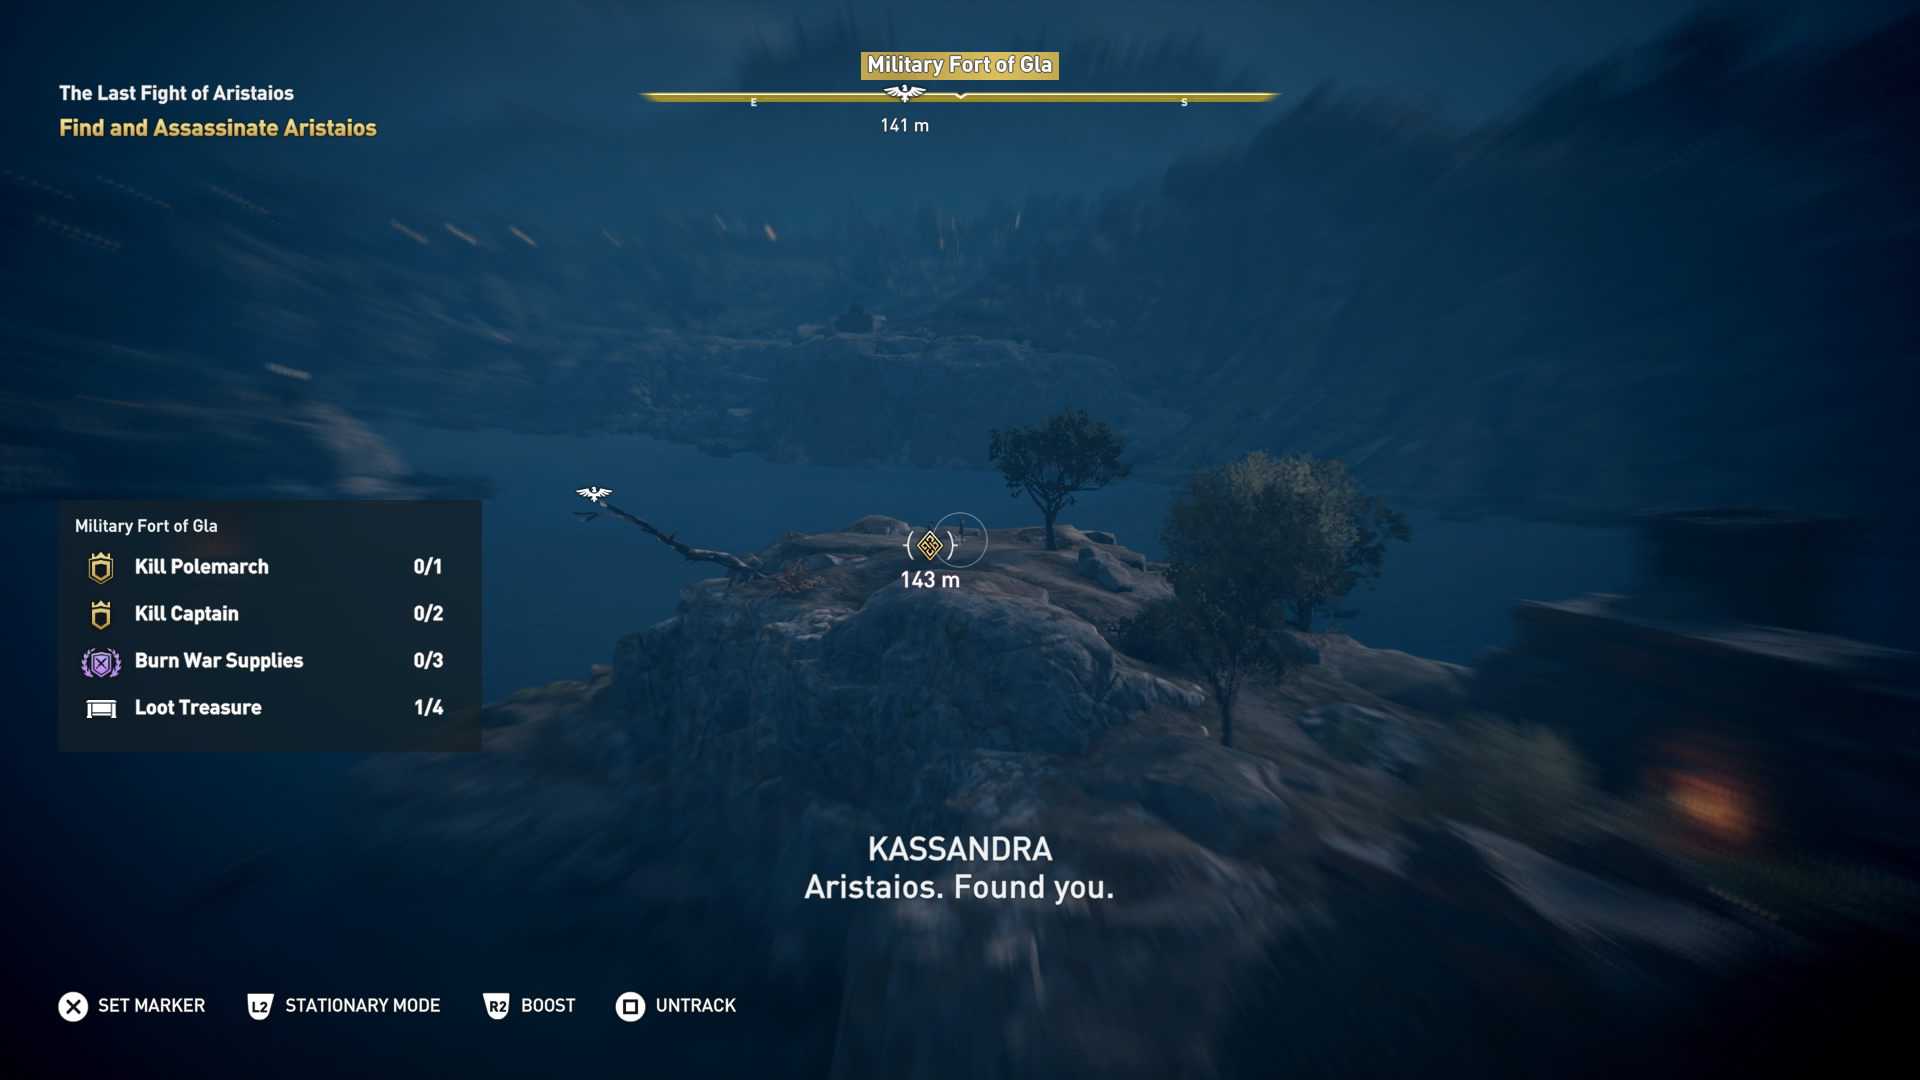 Military Fort of Gla
E
S
141 m
The Last Fight of Aristaios
Find and Assassinate Aristaios
Military Fort of Gla
Kill Polemarch 0/1
Kill Captain 0/2
Burn War Supplies 0/3
Loot Treasure 1/4
143 m
KASSANDRA
Aristaios. Found you.
SET MARKER L2 STATIONARY MODE R2 BOOST UNTRACK